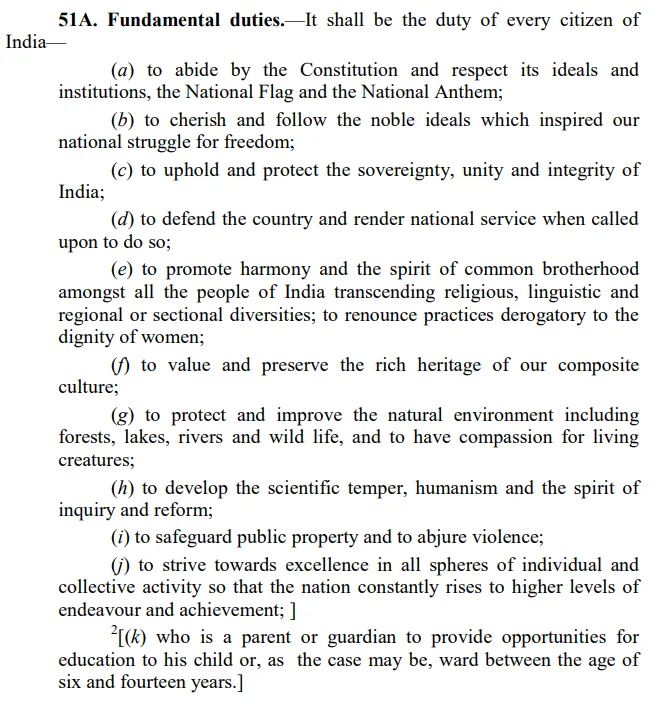 51A. Fundamental duties.—It shall be the duty of every citizen of
India—
(a) to abide by the Constitution and respect its ideals and
institutions, the National Flag and the National Anthem;
(b) to cherish and follow the noble ideals which inspired our
national struggle for freedom;
(c) to uphold and protect the sovereignty, unity and integrity of
India;
(d) to defend the country and render national service when called
upon to do so;
(e) to promote harmony and the spirit of common brotherhood
amongst all the people of India transcending religious, linguistic and
regional or sectional diversities; to renounce practices derogatory to the
dignity of women;
(f) to value and preserve the rich heritage of our composite
culture;
(g) to protect and improve the natural environment including
forests, lakes, rivers and wild life, and to have compassion for living
creatures;
(h) to develop the scientific temper, humanism and the spirit of
inquiry and reform;
(i) to safeguard public property and to abjure violence;
(j) to strive towards excellence in all spheres of individual and
collective activity so that the nation constantly rises to higher levels of
endeavour and achievement; ]
2[(k) who is a parent or guardian to provide opportunities for
education to his child or, as the case may be, ward between the age of
six and fourteen years.]